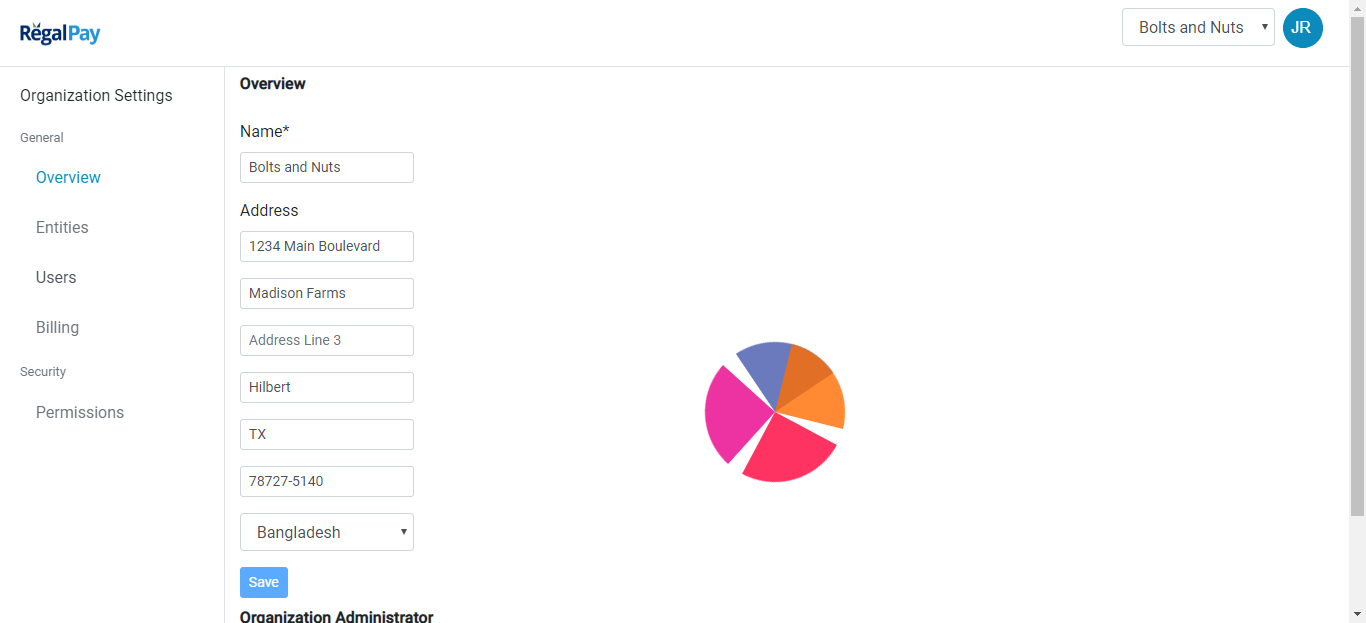 RegalPay
Bolts and Nuts
JR
Organization Settings
General
Overview
Entities
Users
Billing
Security
Permissions
Overview
Name*
Bolts and Nuts
Address
1234 Main Boulevard
Madison Farms
Address Line 3
Hilbert
TX
78727-5140
Bangladesh
Save
Organization Administrator